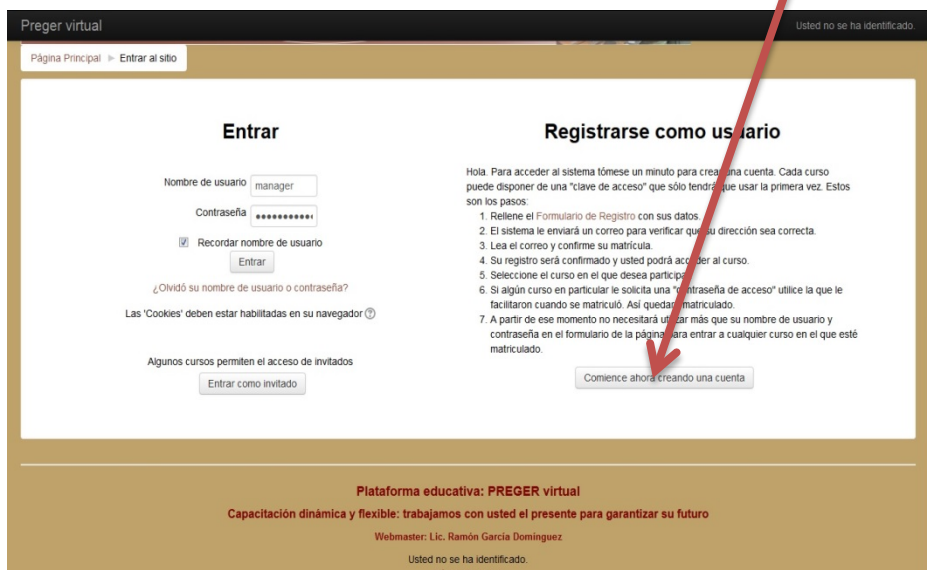 Preger virtual
Usted no se ha identificado.
Página Principal ► Entrar al sitio
Entrar
Nombre de usuario manager
Contraseña ●●●●●●●●●●●
Recordar nombre de usuario
Entrar
¿Olvidó su nombre de usuario o contraseña?
Las 'Cookies' deben estar habilitadas en su navegador
Algunos cursos permiten el acceso de invitados
Entrar como invitado
Registrarse como usuario
Hola. Para acceder al sistema tómese un minuto para crear una cuenta. Cada curso
puede disponer de una "clave de acceso" que sólo tendrá que usar la primera vez. Estos
son los pasos:
1. Rellene el Formulario de Registro con sus datos.
2. El sistema le enviará un correo para verificar que su dirección sea correcta.
3. Lea el correo y confirme su matrícula.
4. Su registro será confirmado y usted podrá acceder al curso.
5. Seleccione el curso en el que desea participar.
6. Si algún curso en particular le solicita una "contraseña de acceso" utilice la que le
facilitaron cuando se matriculó. Así quedará matriculado.
7. A partir de ese momento no necesitará utilizar más que su nombre de usuario y
contraseña en el formulario de la página para entrar a cualquier curso en el que esté
matriculado.
Comience ahora creando una cuenta
Plataforma educativa: PREGER virtual
Capacitación dinámica y flexible: trabajamos con usted el presente para garantizar su futuro
Webmaster: Lic. Ramón García Domínguez
Usted no se ha identificado.